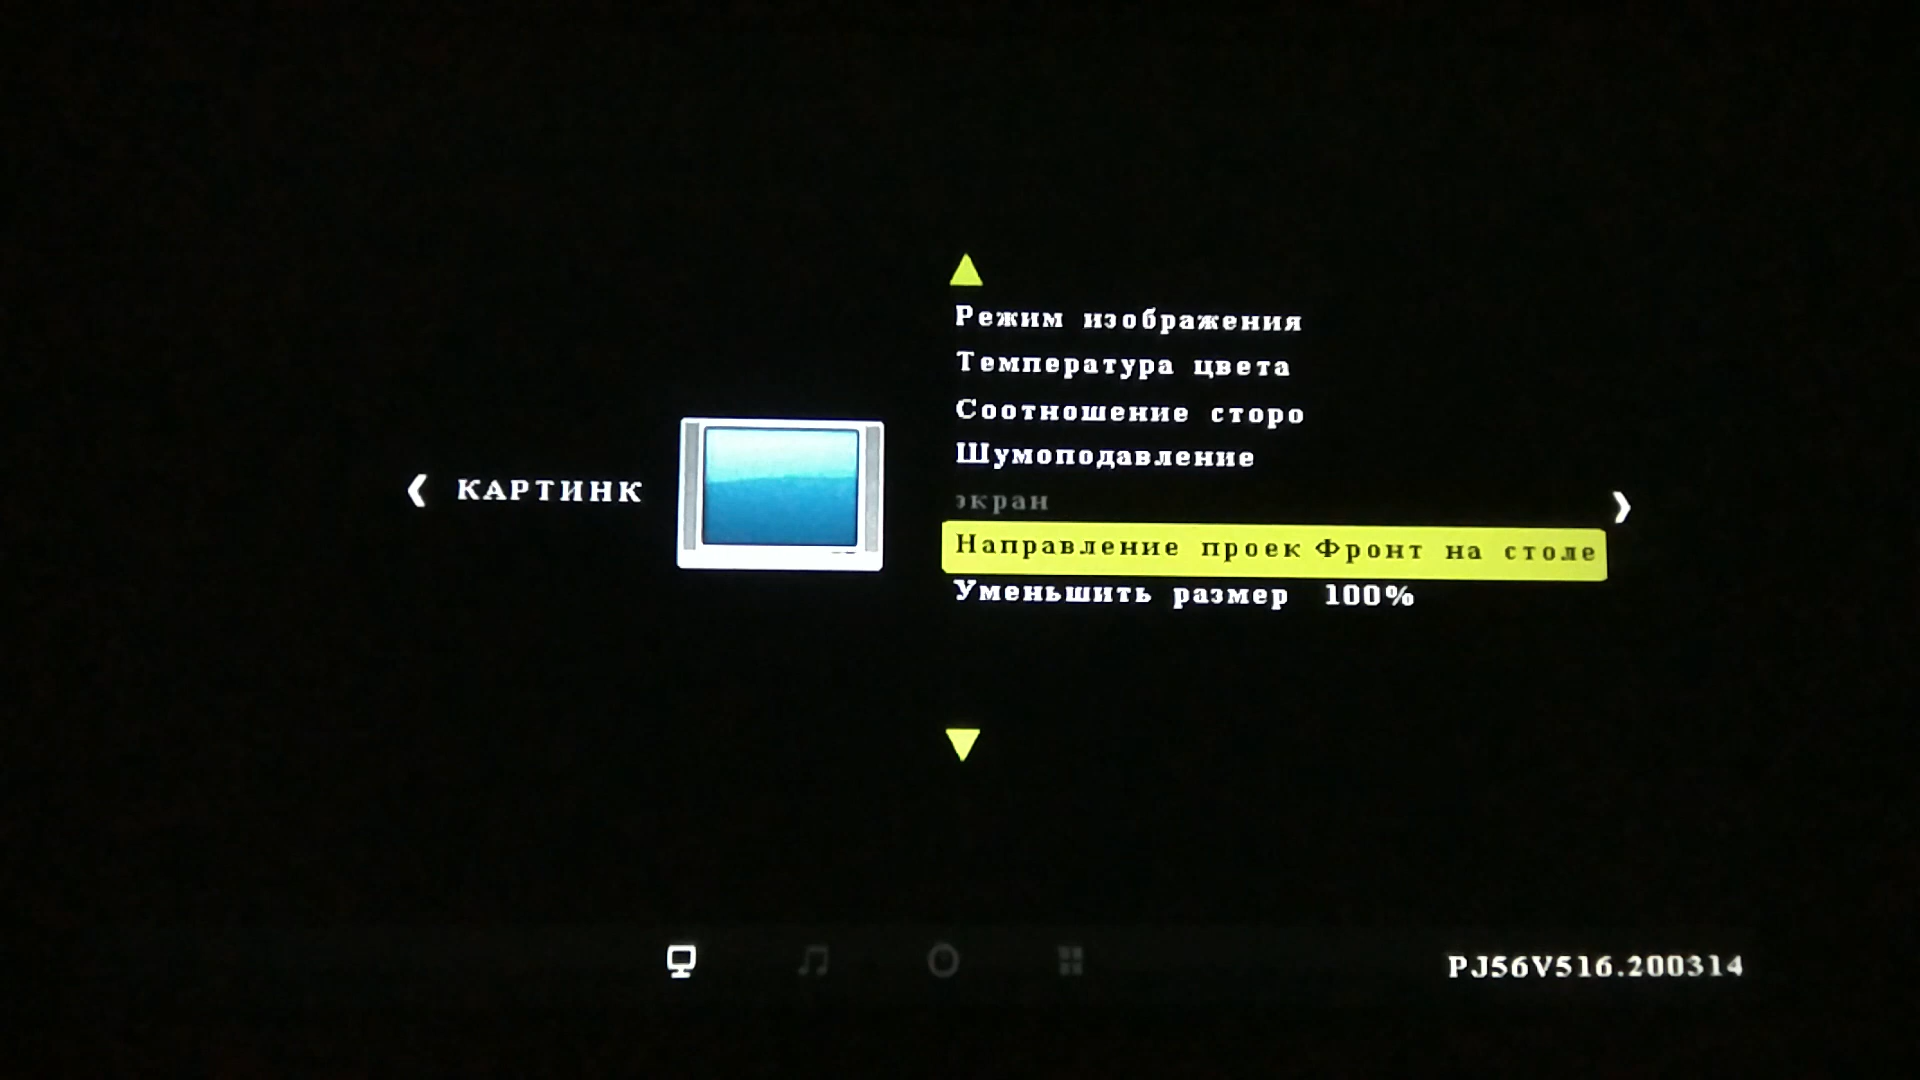 Режим изображения
Температура цвета
Соотношение сторо
Шумоподавление
КАРТИНК
экран
Направление проек Фронт на столе
Уменьшить размер 100%
PJ56V516.200314